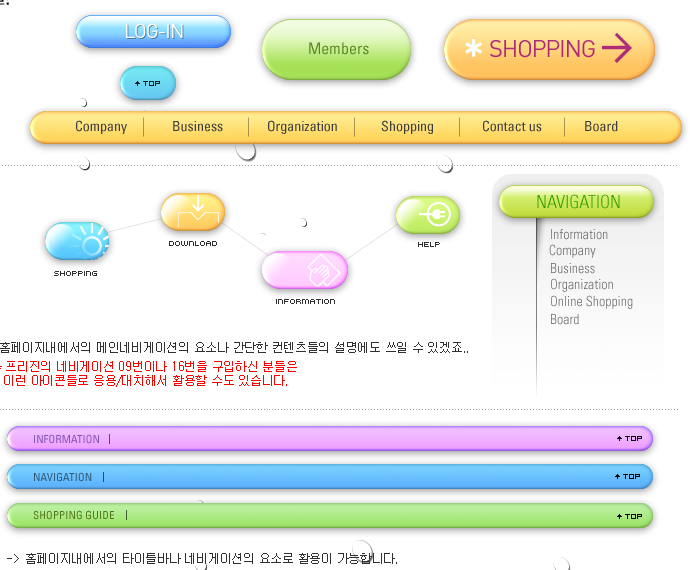 LOG-IN
Members
SHOPPING
TOP
Company Business Organization Shopping Contact us Board
SHOPPING
DOWNLOAD
INFORMATION
HELP
NAVIGATION
Information
Company
Business
Organization
Online Shopping
Board
홈페이지내에서의 메인네비게이션의 요소나 간단한 컨텐츠들의 설명에도 쓰일 수 있겠죠..
프리진의 네비게이션 09번이나 16번을 구입하신 분들은
이런 아이콘들로 응용/대치해서 활용할 수도 있습니다.
INFORMATION | TOP
NAVIGATION | TOP
SHOPPING GUIDE | TOP
-> 홈페이지내에서의 타이틀바나 네비게이션의 요소로 활용이 가능합니다.